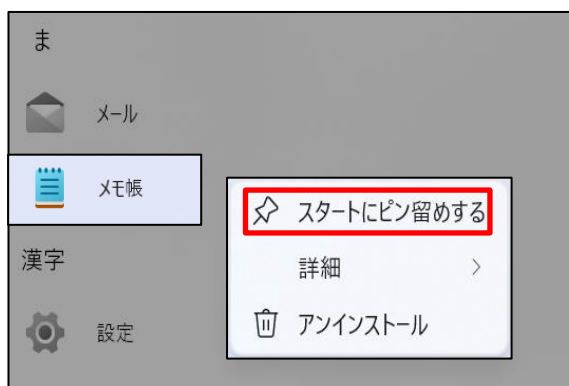 ま
メール
メモ帳
スタートにピン留めする
詳細
アンインストール
漢字
設定